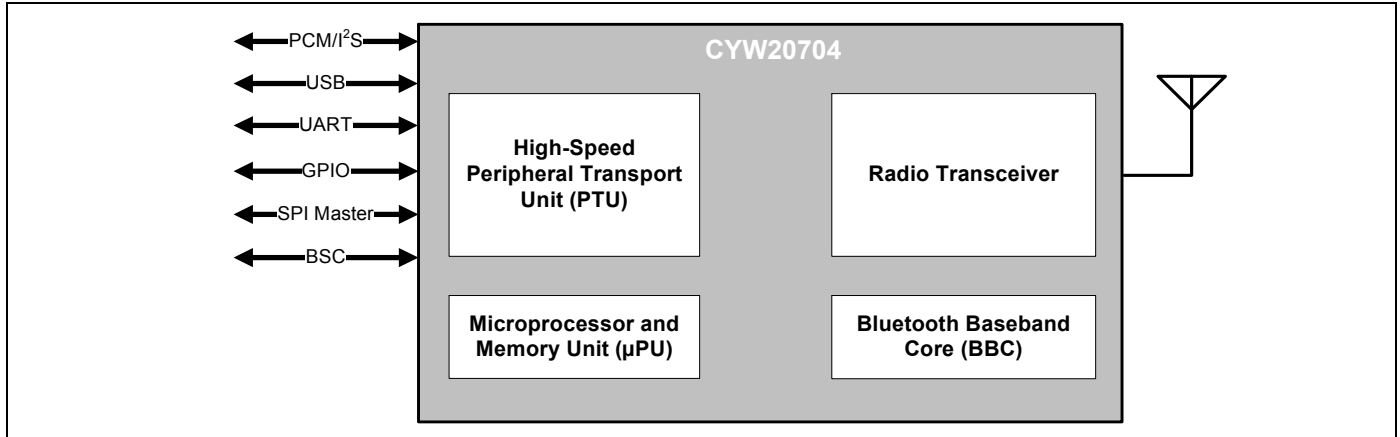 PCM/I²S
USB
UART
GPIO
SPI Master
BSC
CYW20704
High-Speed
Peripheral Transport
Unit (PTU)
Radio Transceiver
Microprocessor and
Memory Unit (µPU)
Bluetooth Baseband
Core (BBC)